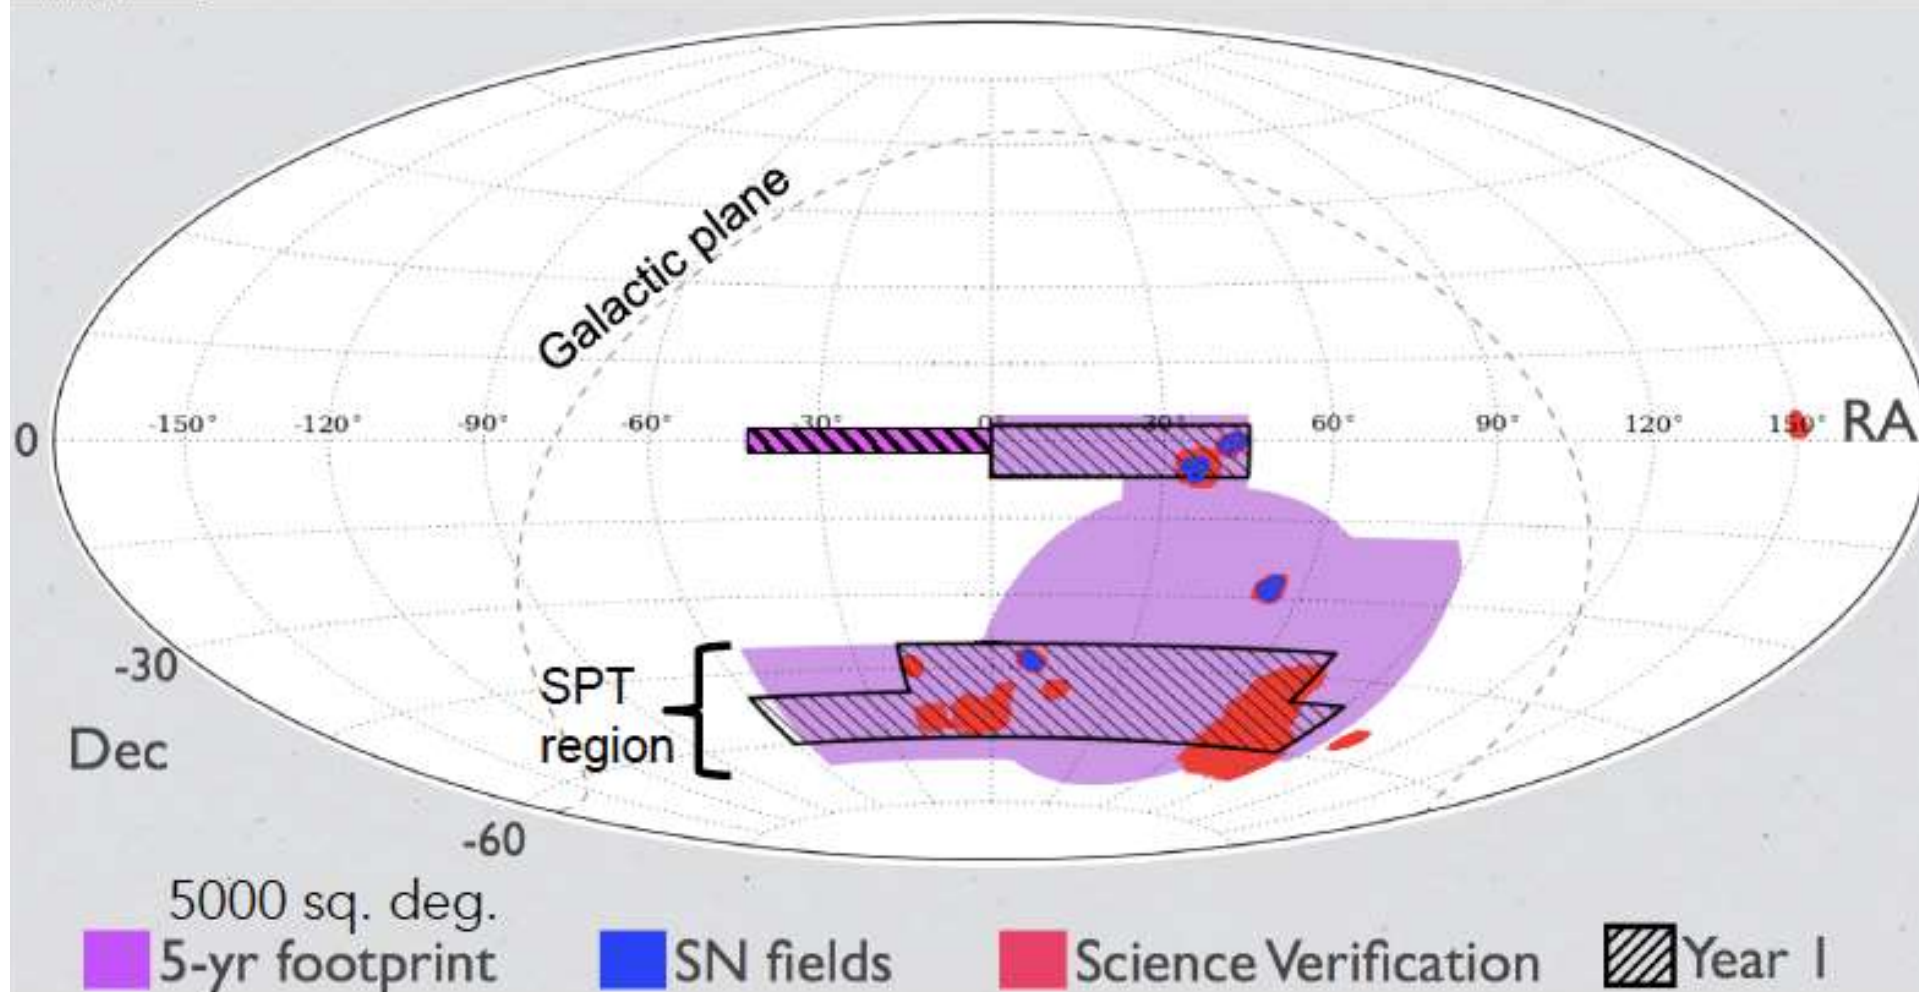 Galactic plane
-150° -120° -90° -60° -30° 0° 30° 60° 90° 120° 150° RA
0
-30
SPT
region
Dec
-60
5000 sq. deg.
5-yr footprint SN fields Science Verification Year 1